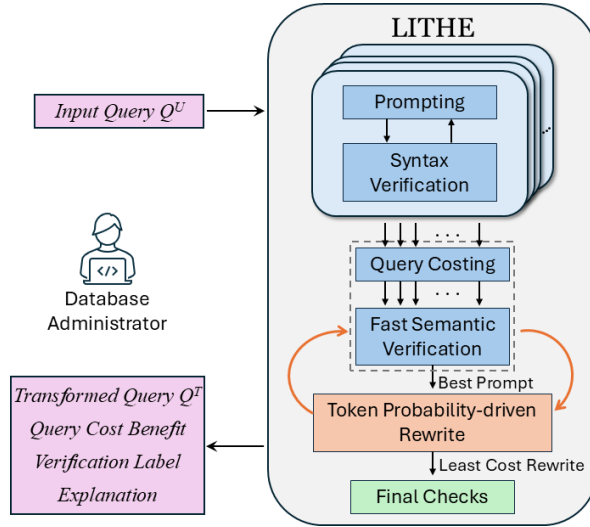 LITHE
Input Query Q^U
Prompting
Syntax
Verification
. . .
Query Costing
. . .
Fast Semantic
Verification
</>
Database
Administrator
Best Prompt
Token Probability-driven
Rewrite
Least Cost Rewrite
Final Checks
Transformed Query Q^T
Query Cost Benefit
Verification Label
Explanation